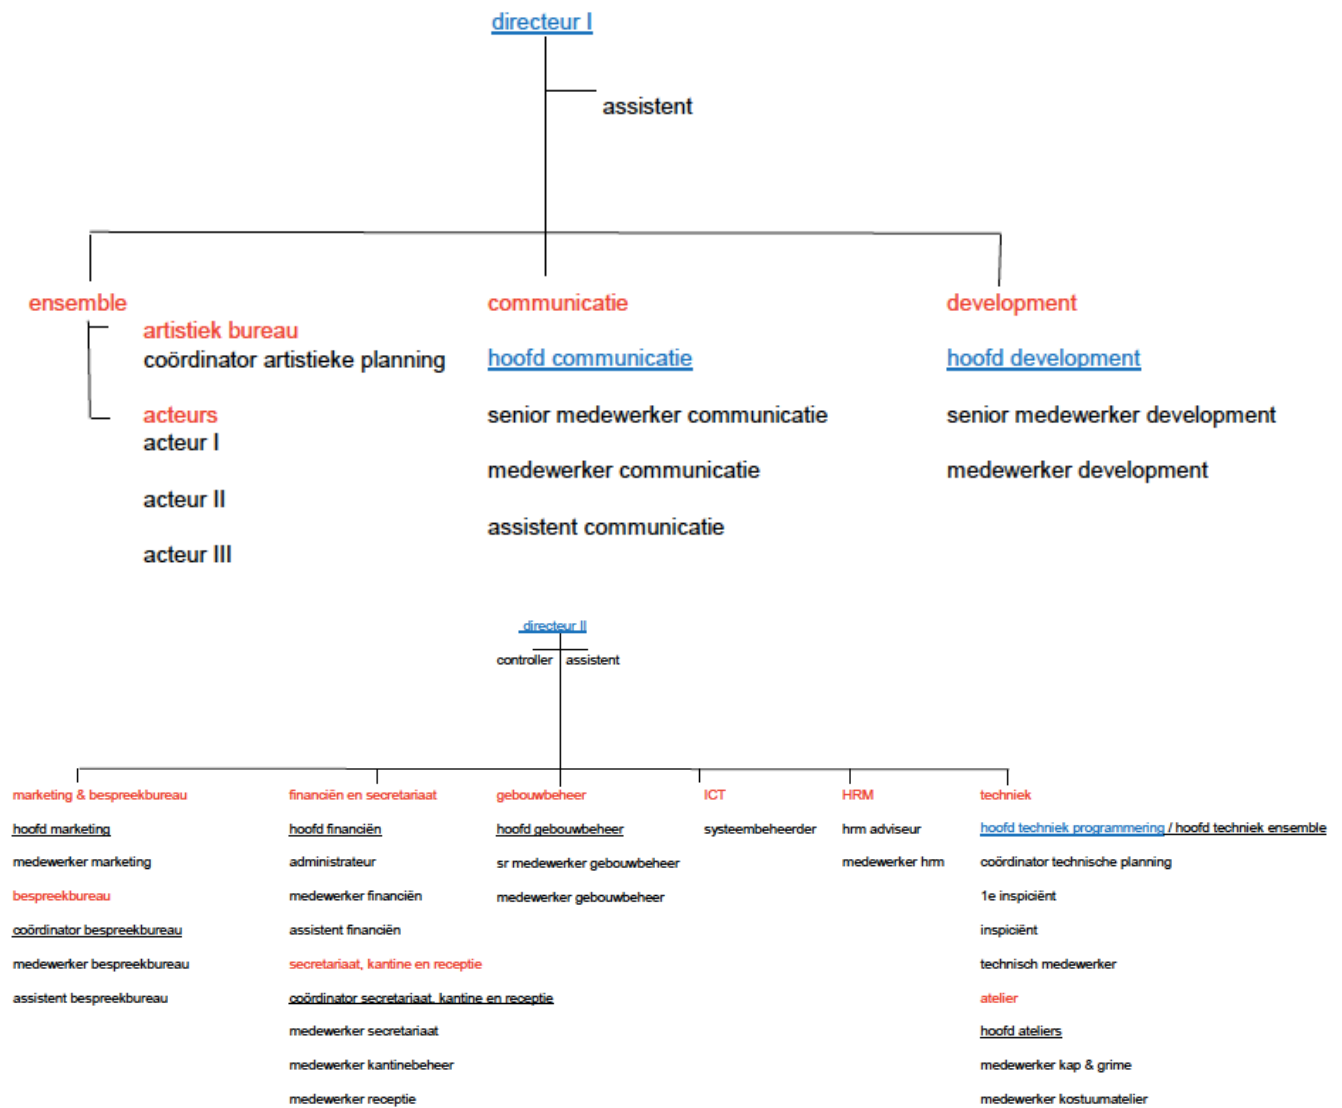 directeur I
assistent
ensemble
artistiek bureau
coördinator artistieke planning
acteurs
acteur I
acteur II
acteur III
communicatie
hoofd communicatie
senior medewerker communicatie
medewerker communicatie
assistent communicatie
development
hoofd development
senior medewerker development
medewerker development
directeur II
controller
assistent
marketing & bespreekbureau
hoofd marketing
medewerker marketing
bespreekbureau
coördinator bespreekbureau
medewerker bespreekbureau
assistent bespreekbureau
financiën en secretariaat
hoofd financiën
administrateur
medewerker financiën
assistent financiën
secretariaat, kantine en receptie
coördinator secretariaat, kantine en receptie
medewerker secretariaat
medewerker kantinebeheer
medewerker receptie
gebouwbeheer
hoofd gebouwbeheer
sr medewerker gebouwbeheer
medewerker gebouwbeheer
ICT
systeembeheerder
HRM
hrm adviseur
medewerker hrm
techniek
hoofd techniek programmering / hoofd techniek ensemble
coördinator technische planning
1e inspiciënt
inspiciënt
technisch medewerker
atelier
hoofd ateliers
medewerker kap & grime
medewerker kostuumatelier